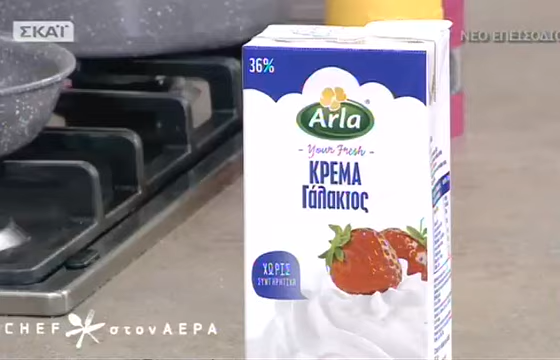 ΣΚΑΪ
ΝΕΟ ΕΠΕΙΣΟΔΙΟ
36%
Arla
Your Fresh
ΚΡΕΜΑ
Γάλακτος
ΧΩΡΙΣ
ΣΥΝΤΗΡΗΤΙΚΑ
CHEF στον ΑΕΡΑ